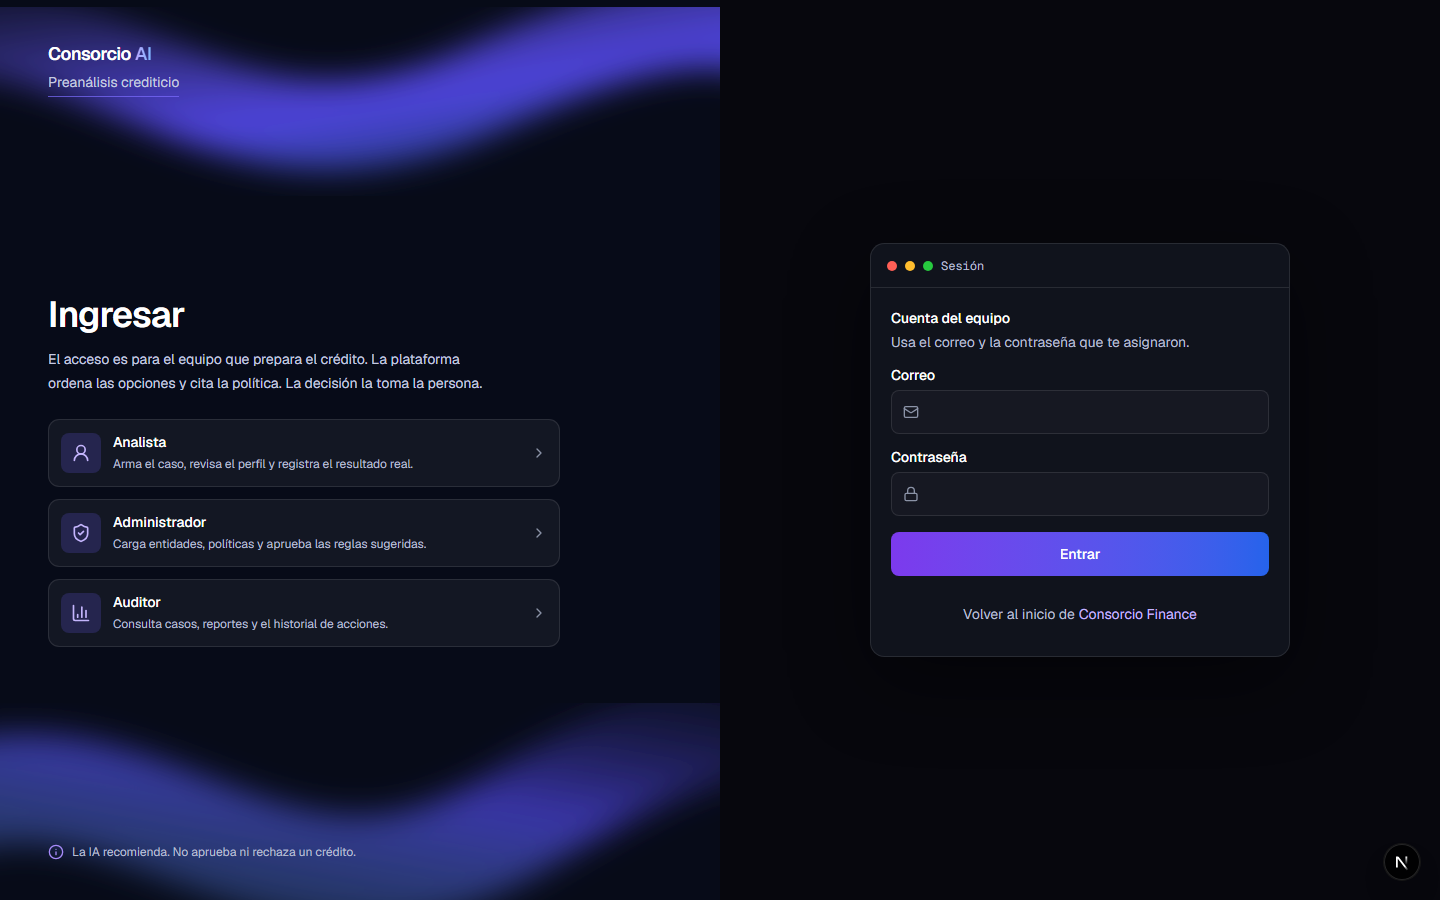 Consorcio AI
Preanálisis crediticio
Ingresar
El acceso es para el equipo que prepara el crédito. La plataforma
ordena las opciones y cita la política. La decisión la toma la persona.
Analista
Arma el caso, revisa el perfil y registra el resultado real.
Administrador
Carga entidades, políticas y aprueba las reglas sugeridas.
Auditor
Consulta casos, reportes y el historial de acciones.
La IA recomienda. No aprueba ni rechaza un crédito.
Sesión
Cuenta del equipo
Usa el correo y la contraseña que te asignaron.
Correo
Contraseña
Entrar
Volver al inicio de Consorcio Finance
N